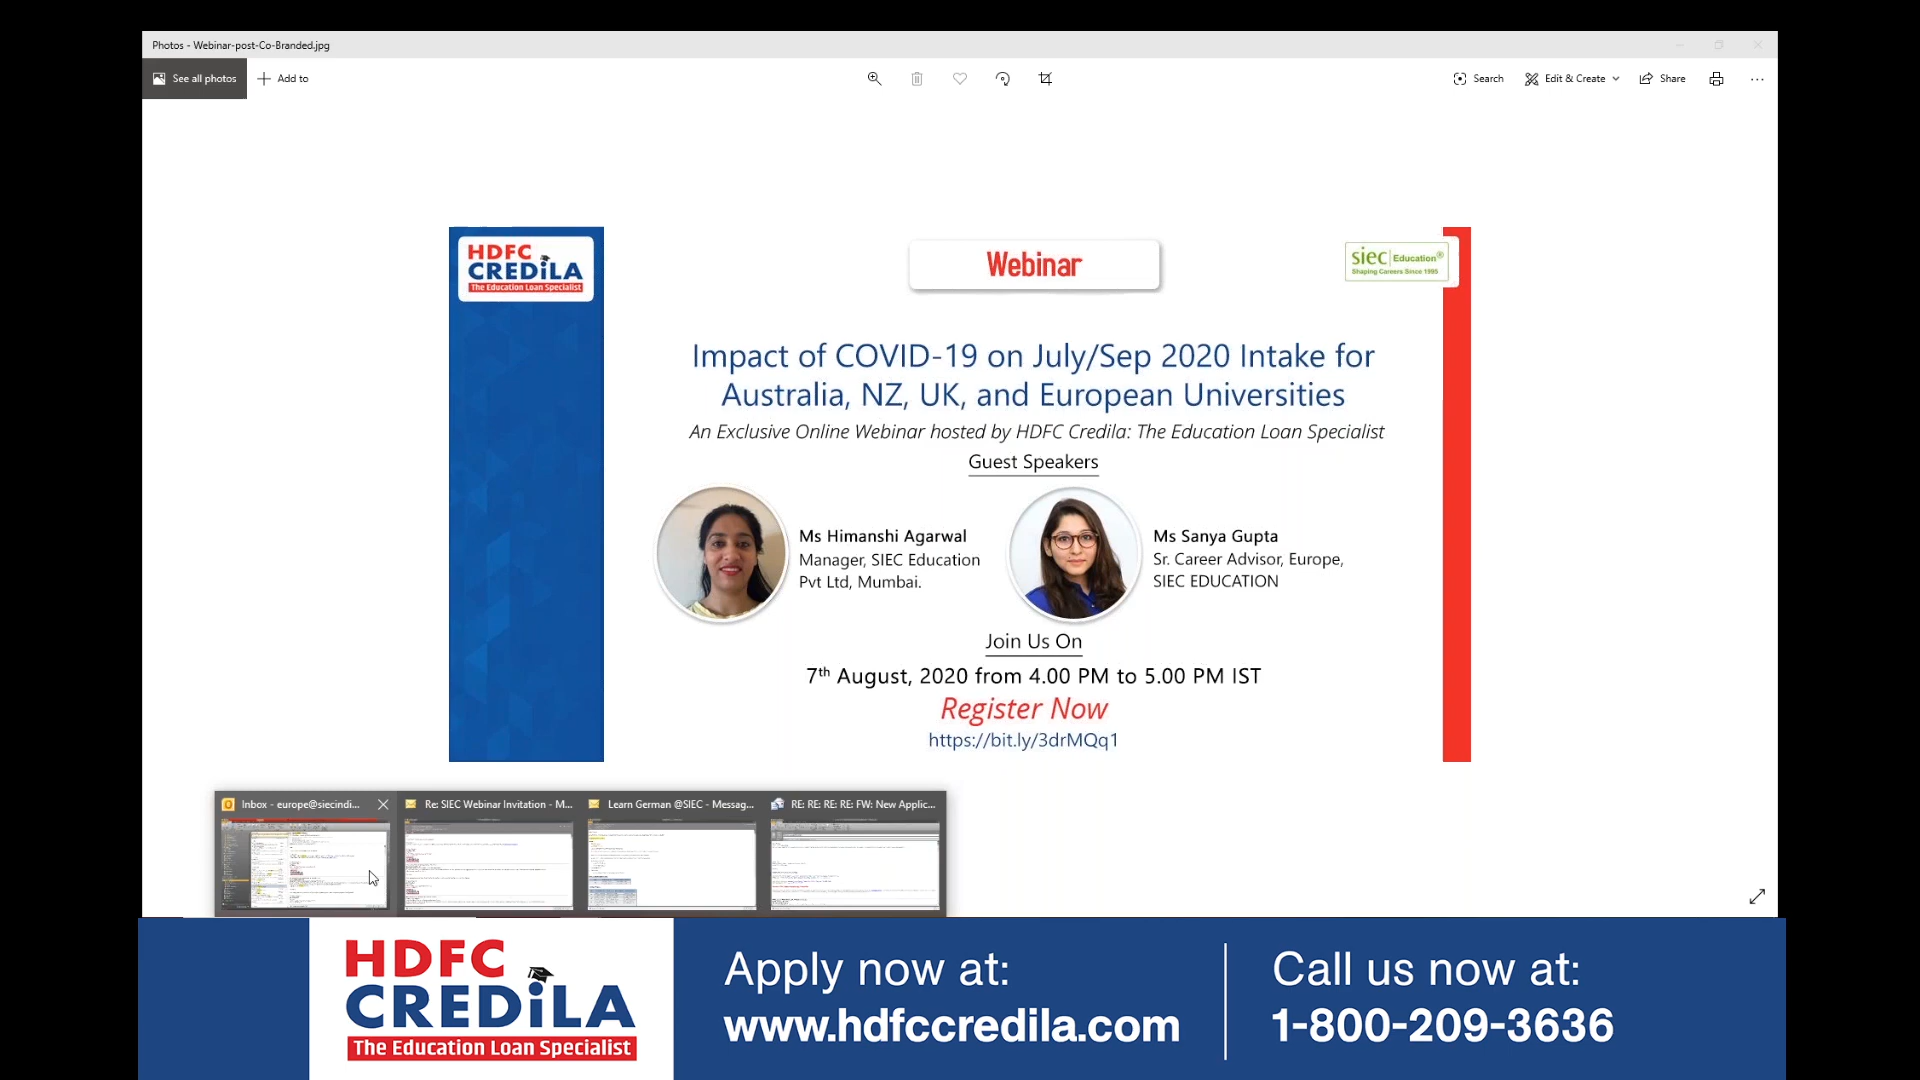 Photos - Webinar-post-Co-Branded.jpg
See all photos
Add to
Search
Edit & Create
Share
HDFC
CREDiLA
The Education Loan Specialist
Webinar
siec Education®
Shaping Careers Since 1995
Impact of COVID-19 on July/Sep 2020 Intake for
Australia, NZ, UK, and European Universities
An Exclusive Online Webinar hosted by HDFC Credila: The Education Loan Specialist
Guest Speakers
Ms Himanshi Agarwal
Manager, SIEC Education
Pvt Ltd, Mumbai.
Ms Sanya Gupta
Sr. Career Advisor, Europe,
SIEC EDUCATION
Join Us On
7th August, 2020 from 4.00 PM to 5.00 PM IST
Register Now
https://bit.ly/3drMQq1
Inbox - europe@siecindi...
Re: SIEC Webinar Invitation - M...
Learn German @SIEC - Messag...
RE: RE: RE: RE: FW: New Applic...
HDFC
CREDiLA
The Education Loan Specialist
Apply now at:
www.hdfccredila.com
Call us now at:
1-800-209-3636